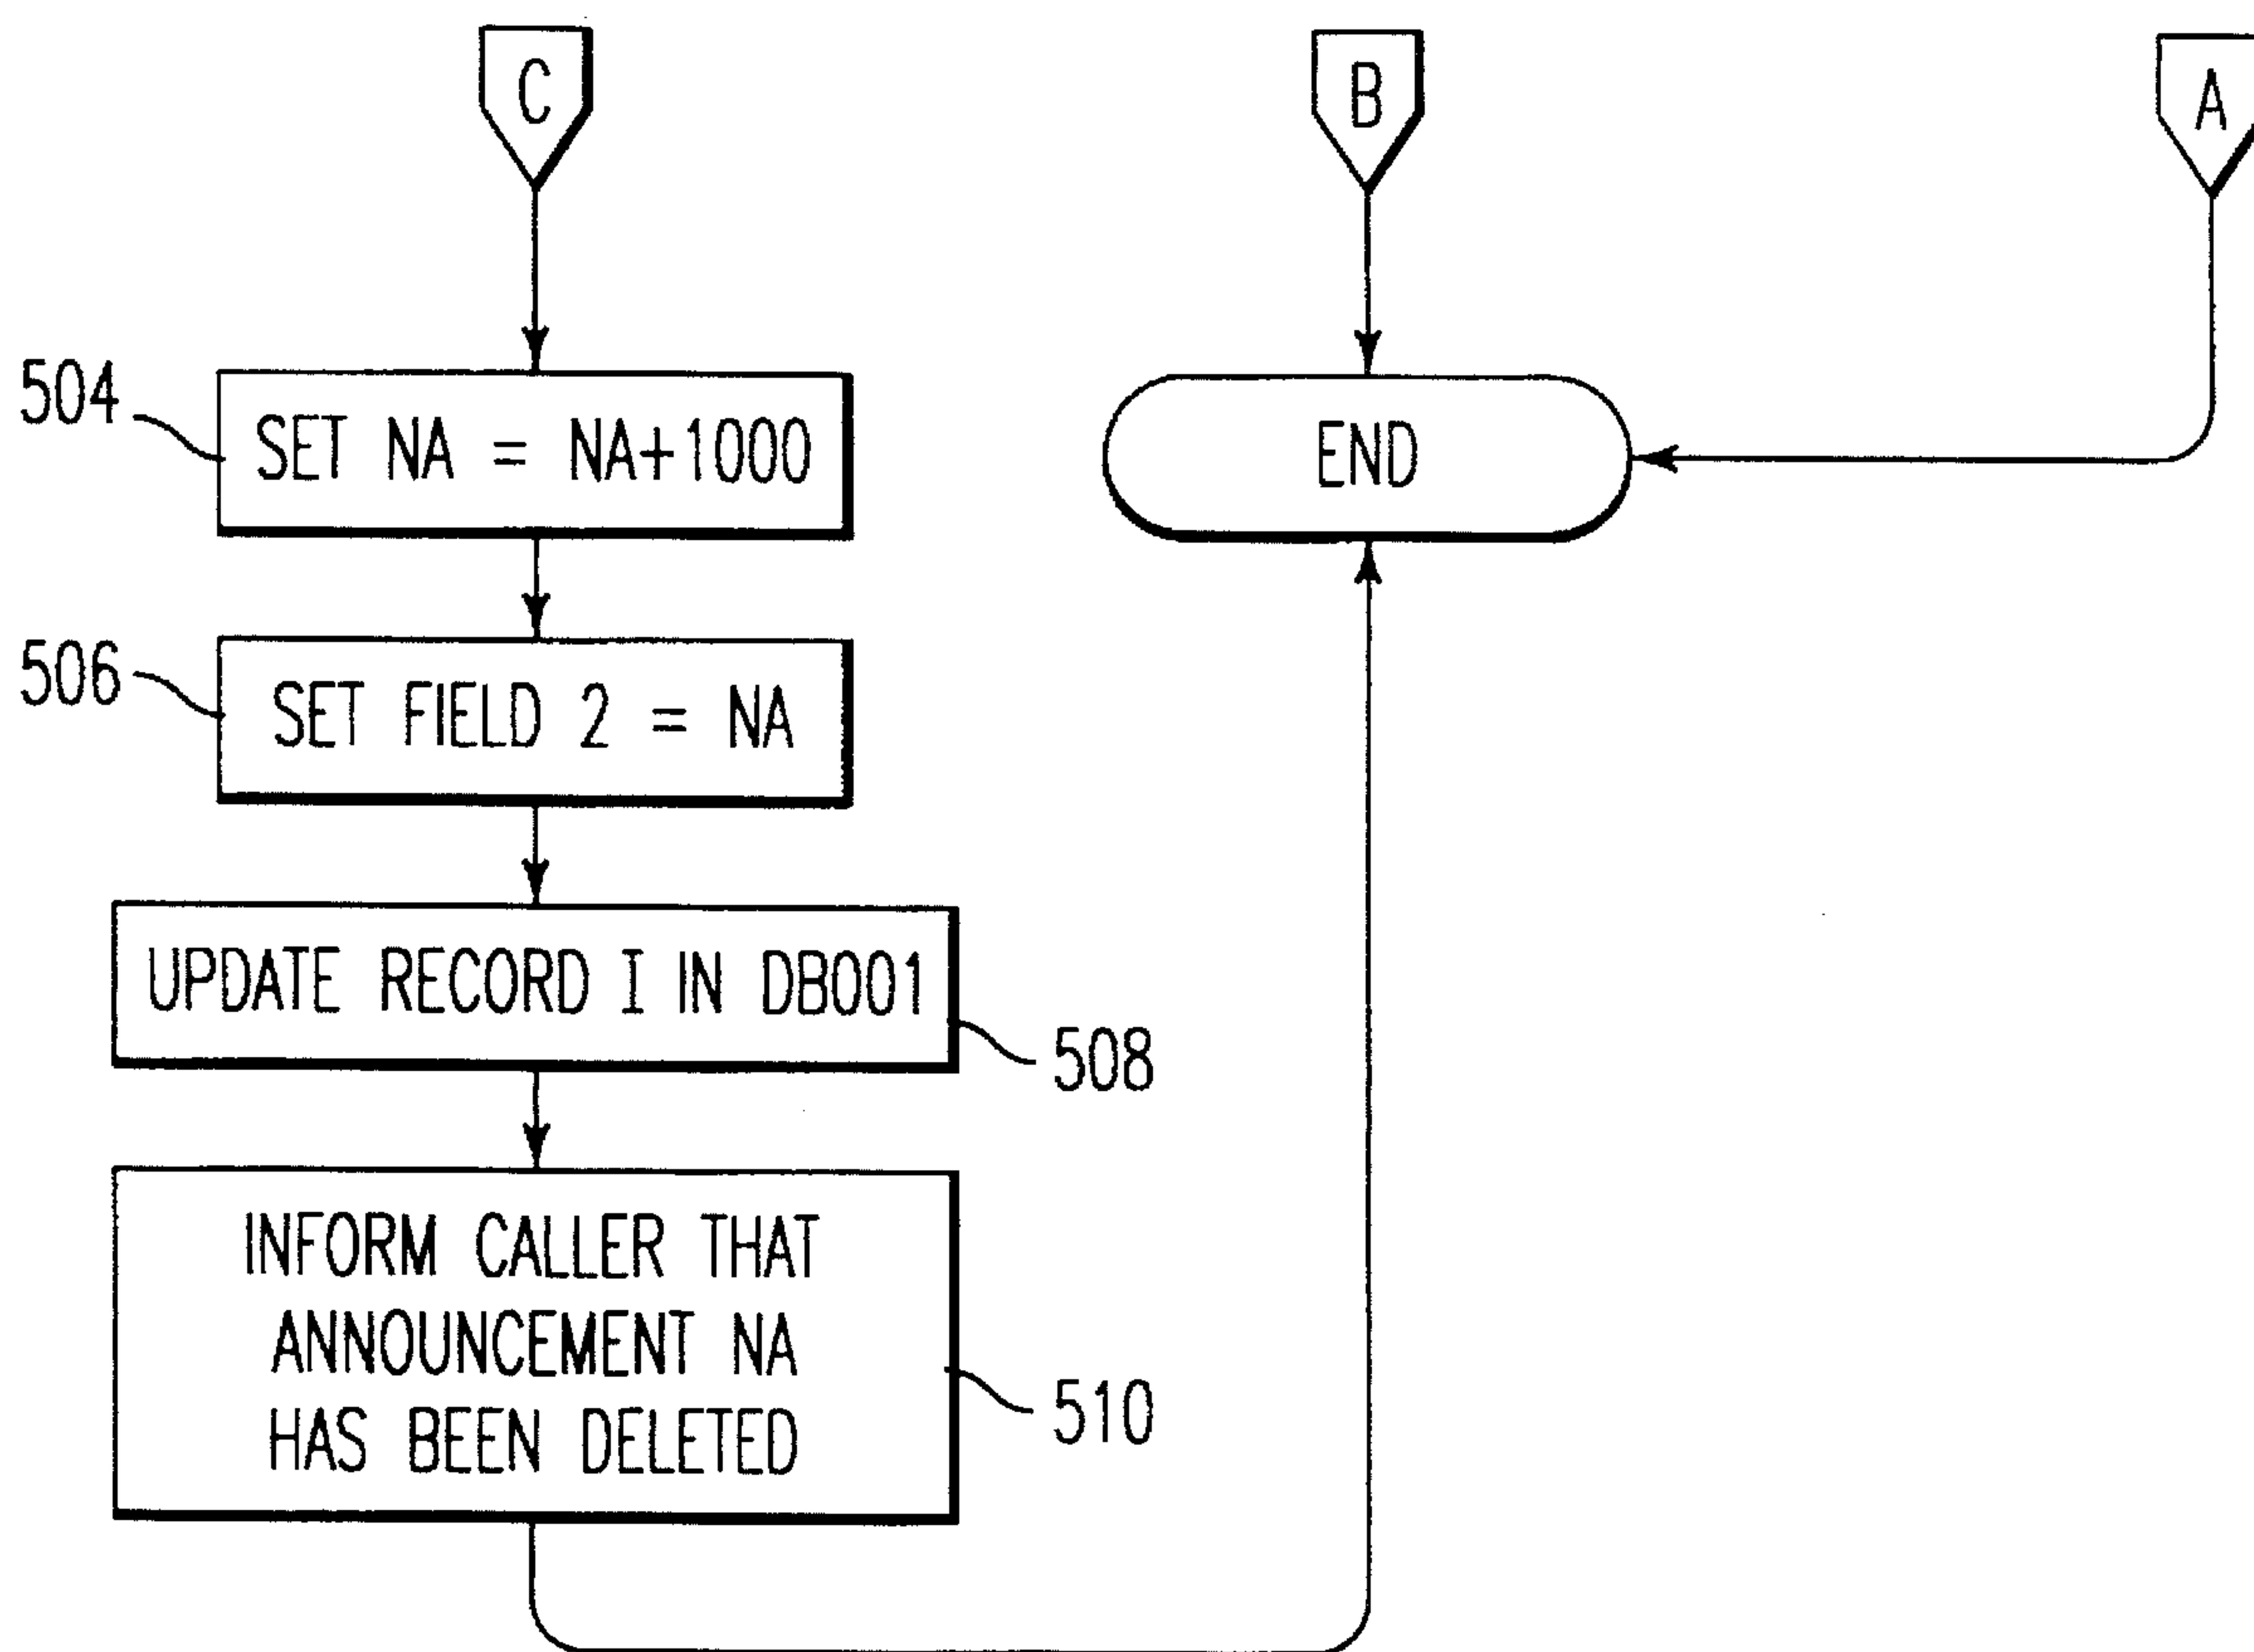 C
B
A
504
SET NA = NA+1000
END
506
SET FIELD 2 = NA
UPDATE RECORD I IN DB001
508
INFORM CALLER THAT
ANNOUNCEMENT NA
HAS BEEN DELETED
510